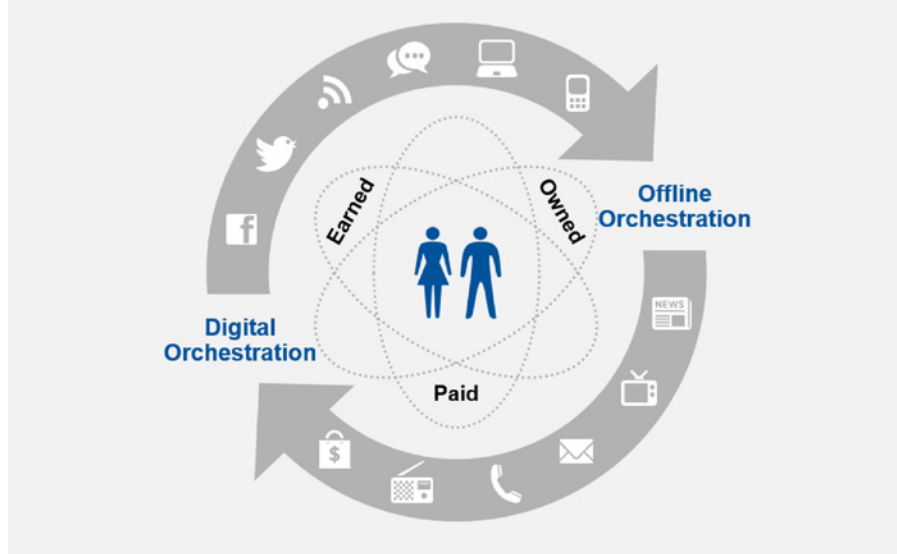 Earned
Owned
Offline
Orchestration
NEWS
Digital
Orchestration
Paid
$
f